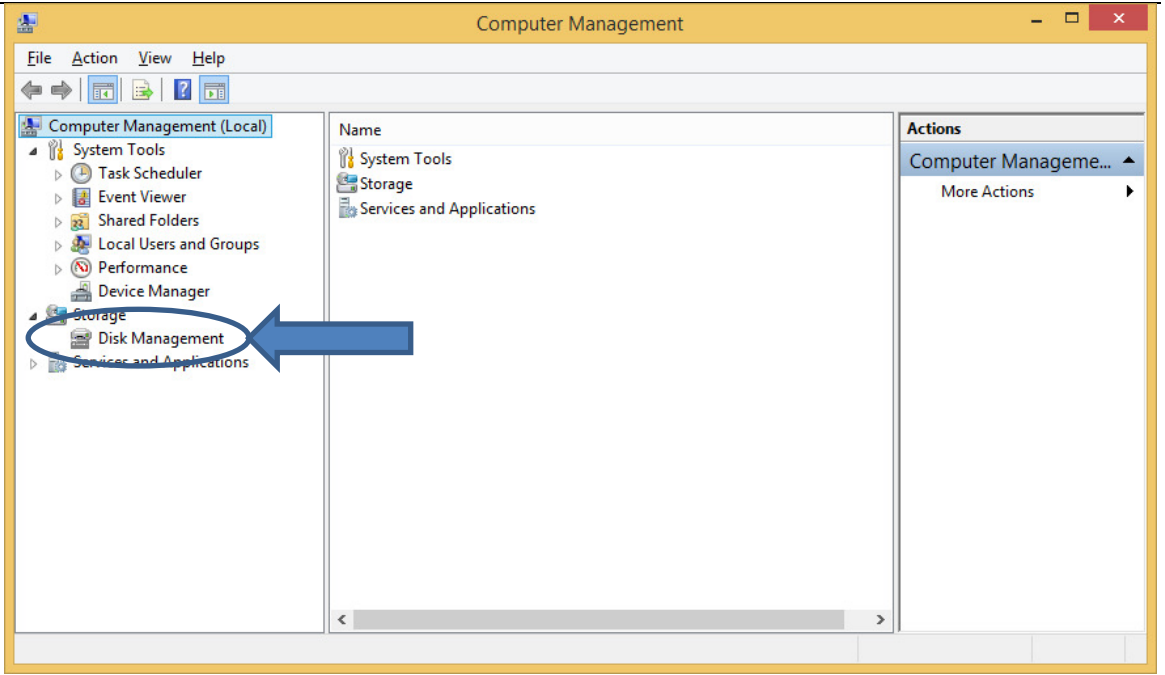 Computer Management
File Action View Help
Computer Management (Local)
System Tools
Task Scheduler
Event Viewer
Shared Folders
Local Users and Groups
Performance
Device Manager
Storage
Disk Management
Services and Applications
Name
System Tools
Storage
Services and Applications
Actions
Computer Manageme...
More Actions